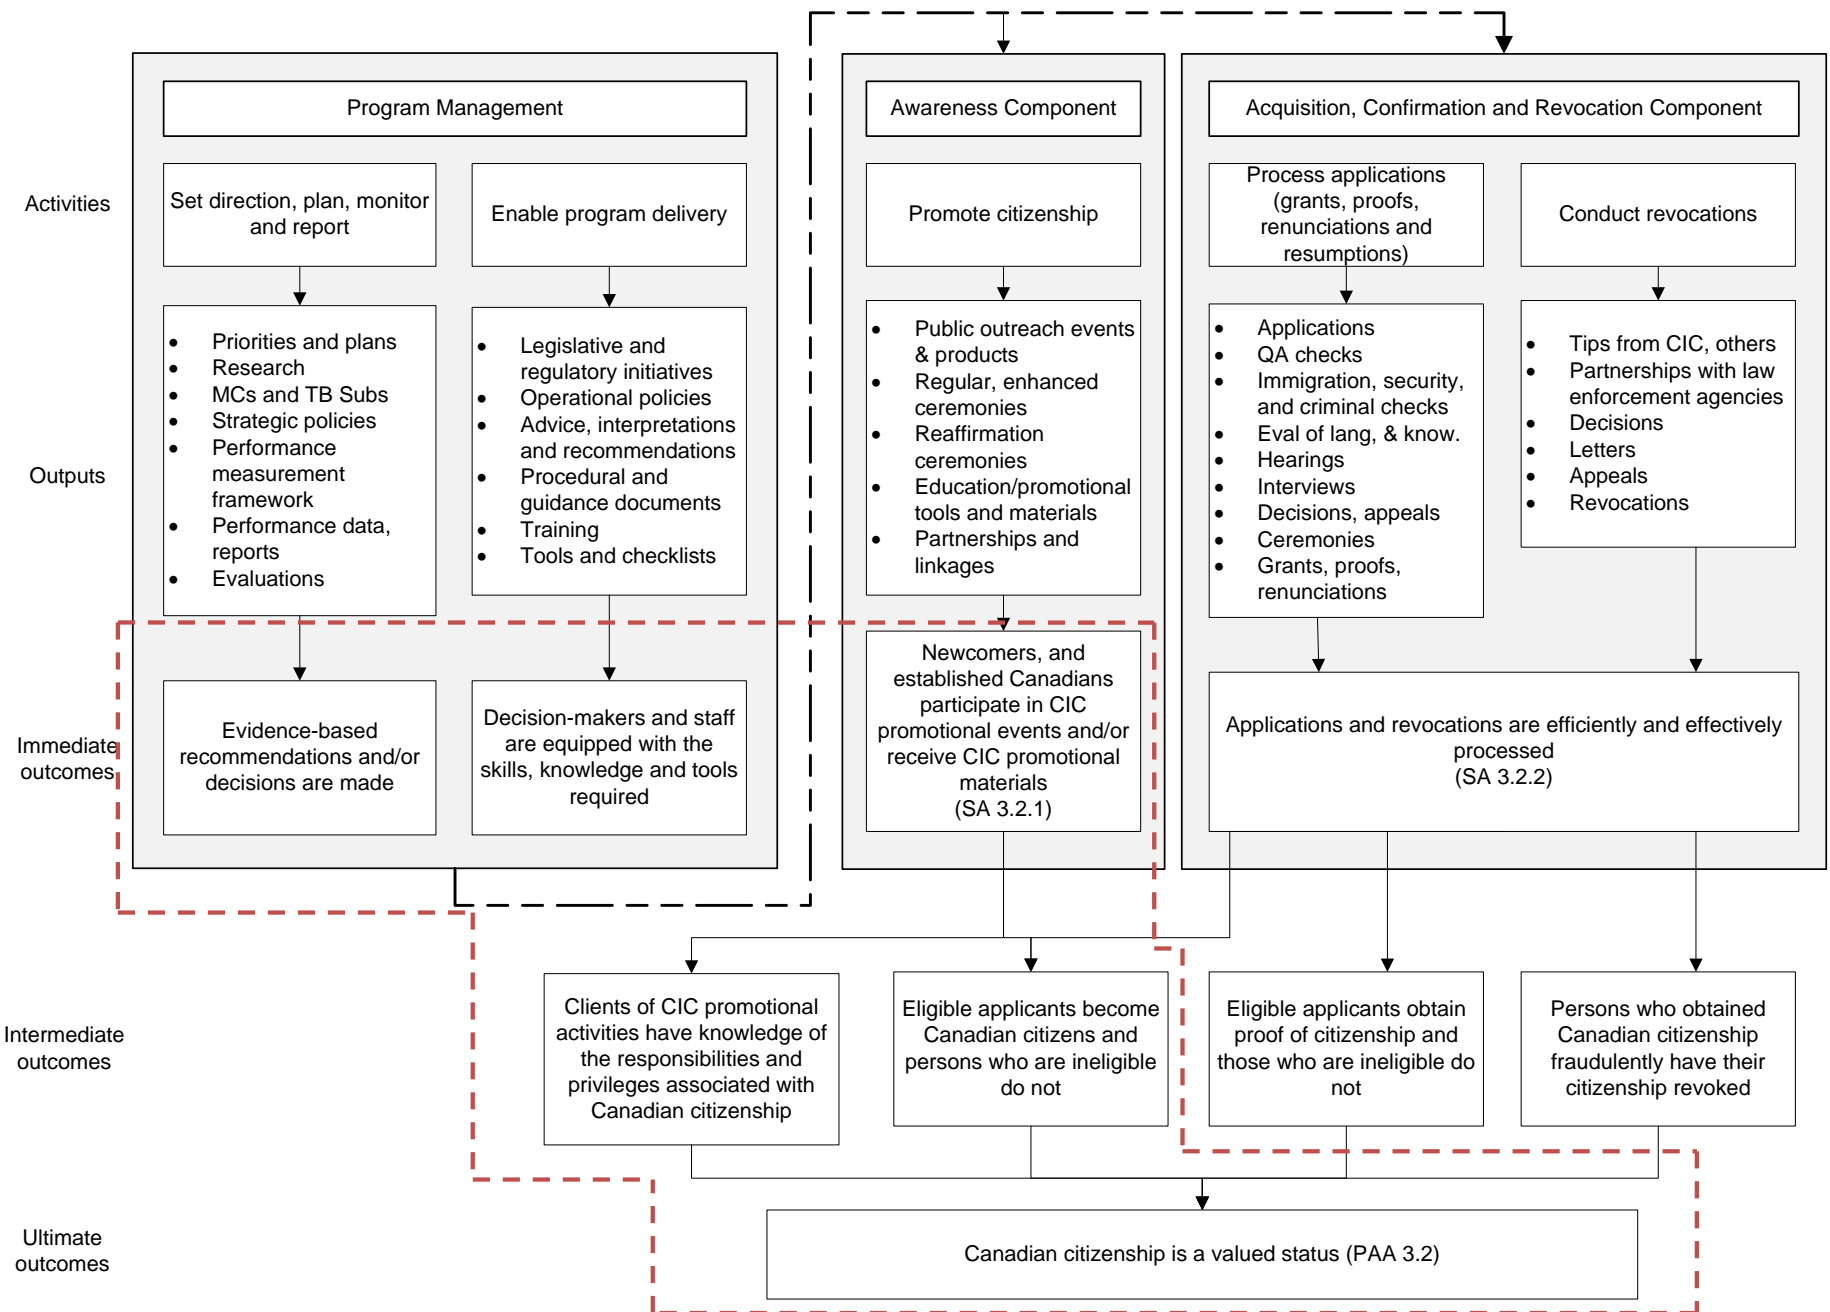 Program Management
Awareness Component
Acquisition, Confirmation and Revocation Component
Activities
Set direction, plan, monitor
and report
Enable program delivery
Promote citizenship
Process applications
(grants, proofs,
renunciations and
resumptions)
Conduct revocations
Outputs
• Priorities and plans
• Research
• MCs and TB Subs
• Strategic policies
• Performance
measurement
framework
• Performance data,
reports
• Evaluations
• Legislative and
regulatory initiatives
• Operational policies
• Advice, interpretations
and recommendations
• Procedural and
guidance documents
• Training
• Tools and checklists
• Public outreach events
& products
• Regular, enhanced
ceremonies
• Reaffirmation
ceremonies
• Education/promotional
tools and materials
• Partnerships and
linkages
• Applications
• QA checks
• Immigration, security,
and criminal checks
• Eval of lang, & know.
• Hearings
• Interviews
• Decisions, appeals
• Ceremonies
• Grants, proofs,
renunciations
• Tips from CIC, others
• Partnerships with law
enforcement agencies
• Decisions
• Letters
• Appeals
• Revocations
Immediate
outcomes
Evidence-based
recommendations and/or
decisions are made
Decision-makers and staff
are equipped with the
skills, knowledge and tools
required
Newcomers, and
established Canadians
participate in CIC
promotional events and/or
receive CIC promotional
materials
(SA 3.2.1)
Applications and revocations are efficiently and effectively
processed
(SA 3.2.2)
Intermediate
outcomes
Clients of CIC promotional
activities have knowledge of
the responsibilities and
privileges associated with
Canadian citizenship
Eligible applicants become
Canadian citizens and
persons who are ineligible
do not
Eligible applicants obtain
proof of citizenship and
those who are ineligible do
not
Persons who obtained
Canadian citizenship
fraudulently have their
citizenship revoked
Ultimate
outcomes
Canadian citizenship is a valued status (PAA 3.2)